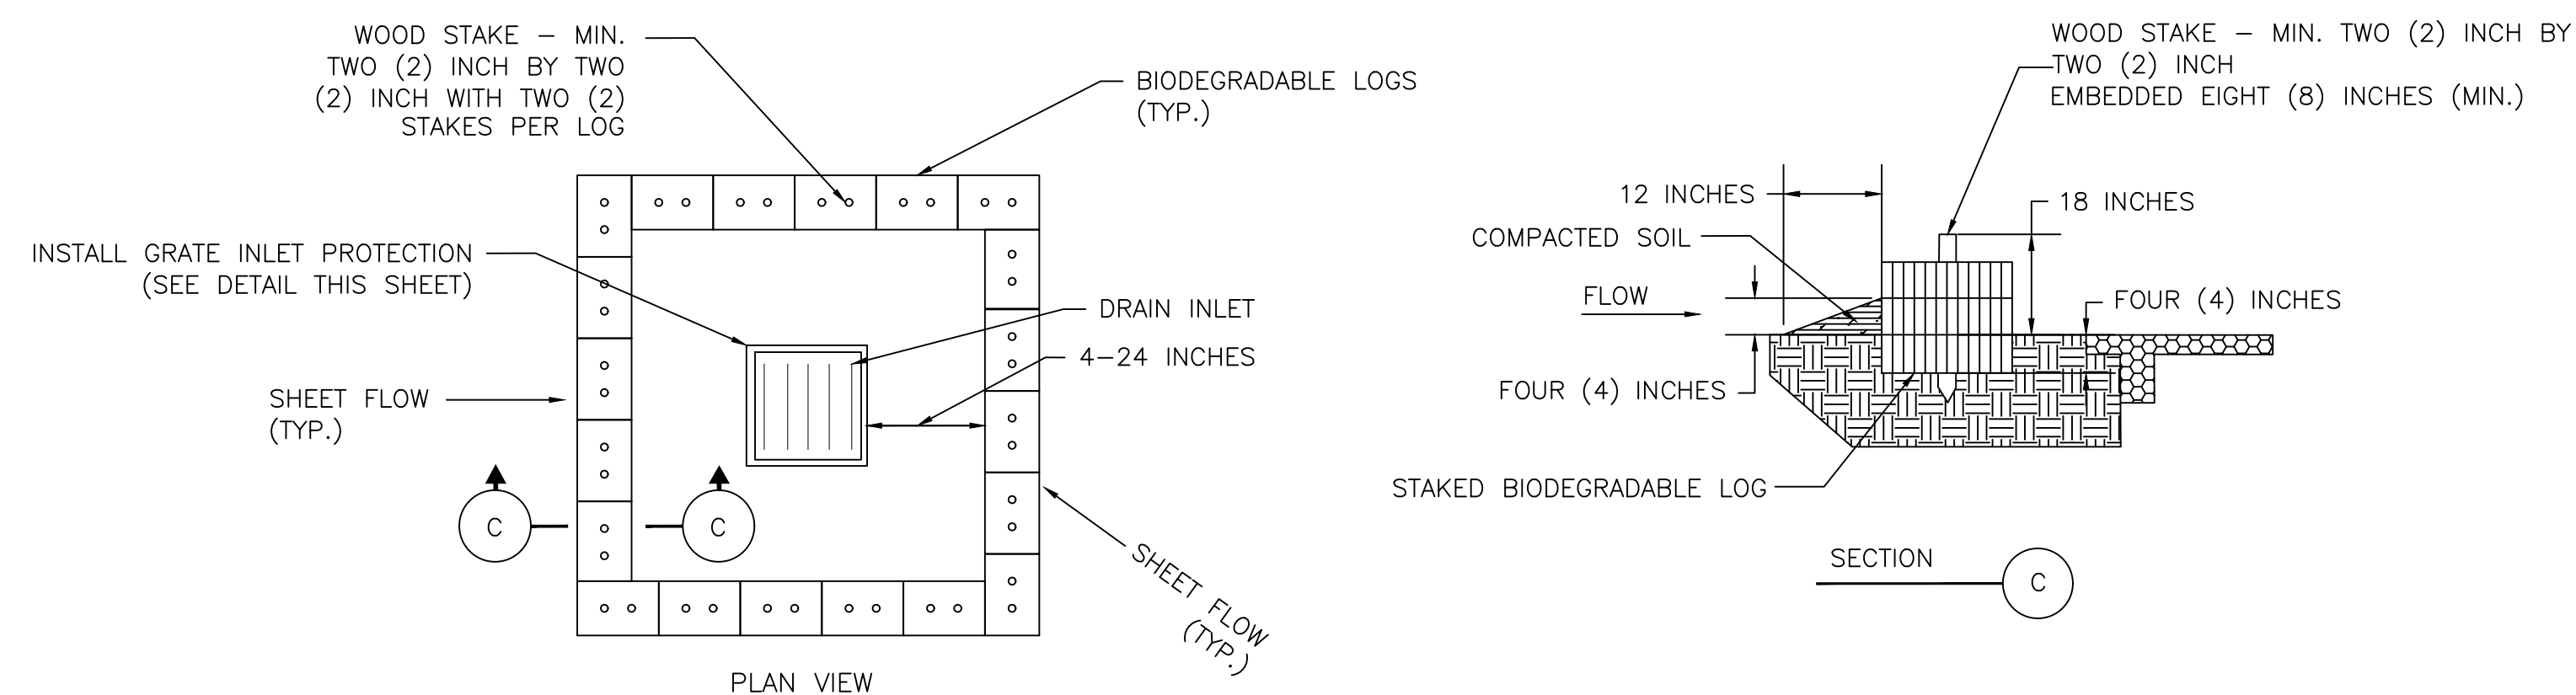 WOOD STAKE – MIN.
TWO (2) INCH BY TWO
(2) INCH WITH TWO (2)
STAKES PER LOG
BIODEGRADABLE LOGS
(TYP.)
INSTALL GRATE INLET PROTECTION
(SEE DETAIL THIS SHEET)
DRAIN INLET
4–24 INCHES
SHEET FLOW
(TYP.)
C
C
SHEET FLOW
(TYP.)
PLAN VIEW
WOOD STAKE – MIN. TWO (2) INCH BY
TWO (2) INCH
EMBEDDED EIGHT (8) INCHES (MIN.)
12 INCHES
18 INCHES
COMPACTED SOIL
FLOW
FOUR (4) INCHES
FOUR (4) INCHES
STAKED BIODEGRADABLE LOG
SECTION
C